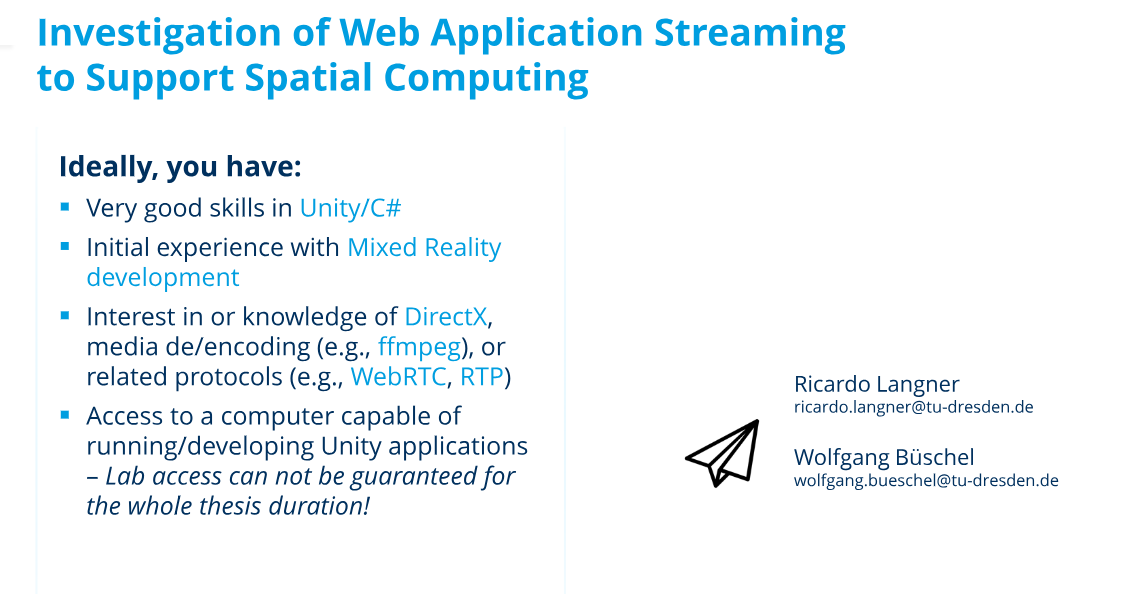 Investigation of Web Application Streaming
to Support Spatial Computing
Ideally, you have:
▪ Very good skills in Unity/C#
▪ Initial experience with Mixed Reality
development
▪ Interest in or knowledge of DirectX,
media de/encoding (e.g., ffmpeg), or
related protocols (e.g., WebRTC, RTP)
▪ Access to a computer capable of
running/developing Unity applications
– Lab access can not be guaranteed for
the whole thesis duration!
Ricardo Langner
ricardo.langner@tu-dresden.de
Wolfgang Büschel
wolfgang.bueschel@tu-dresden.de